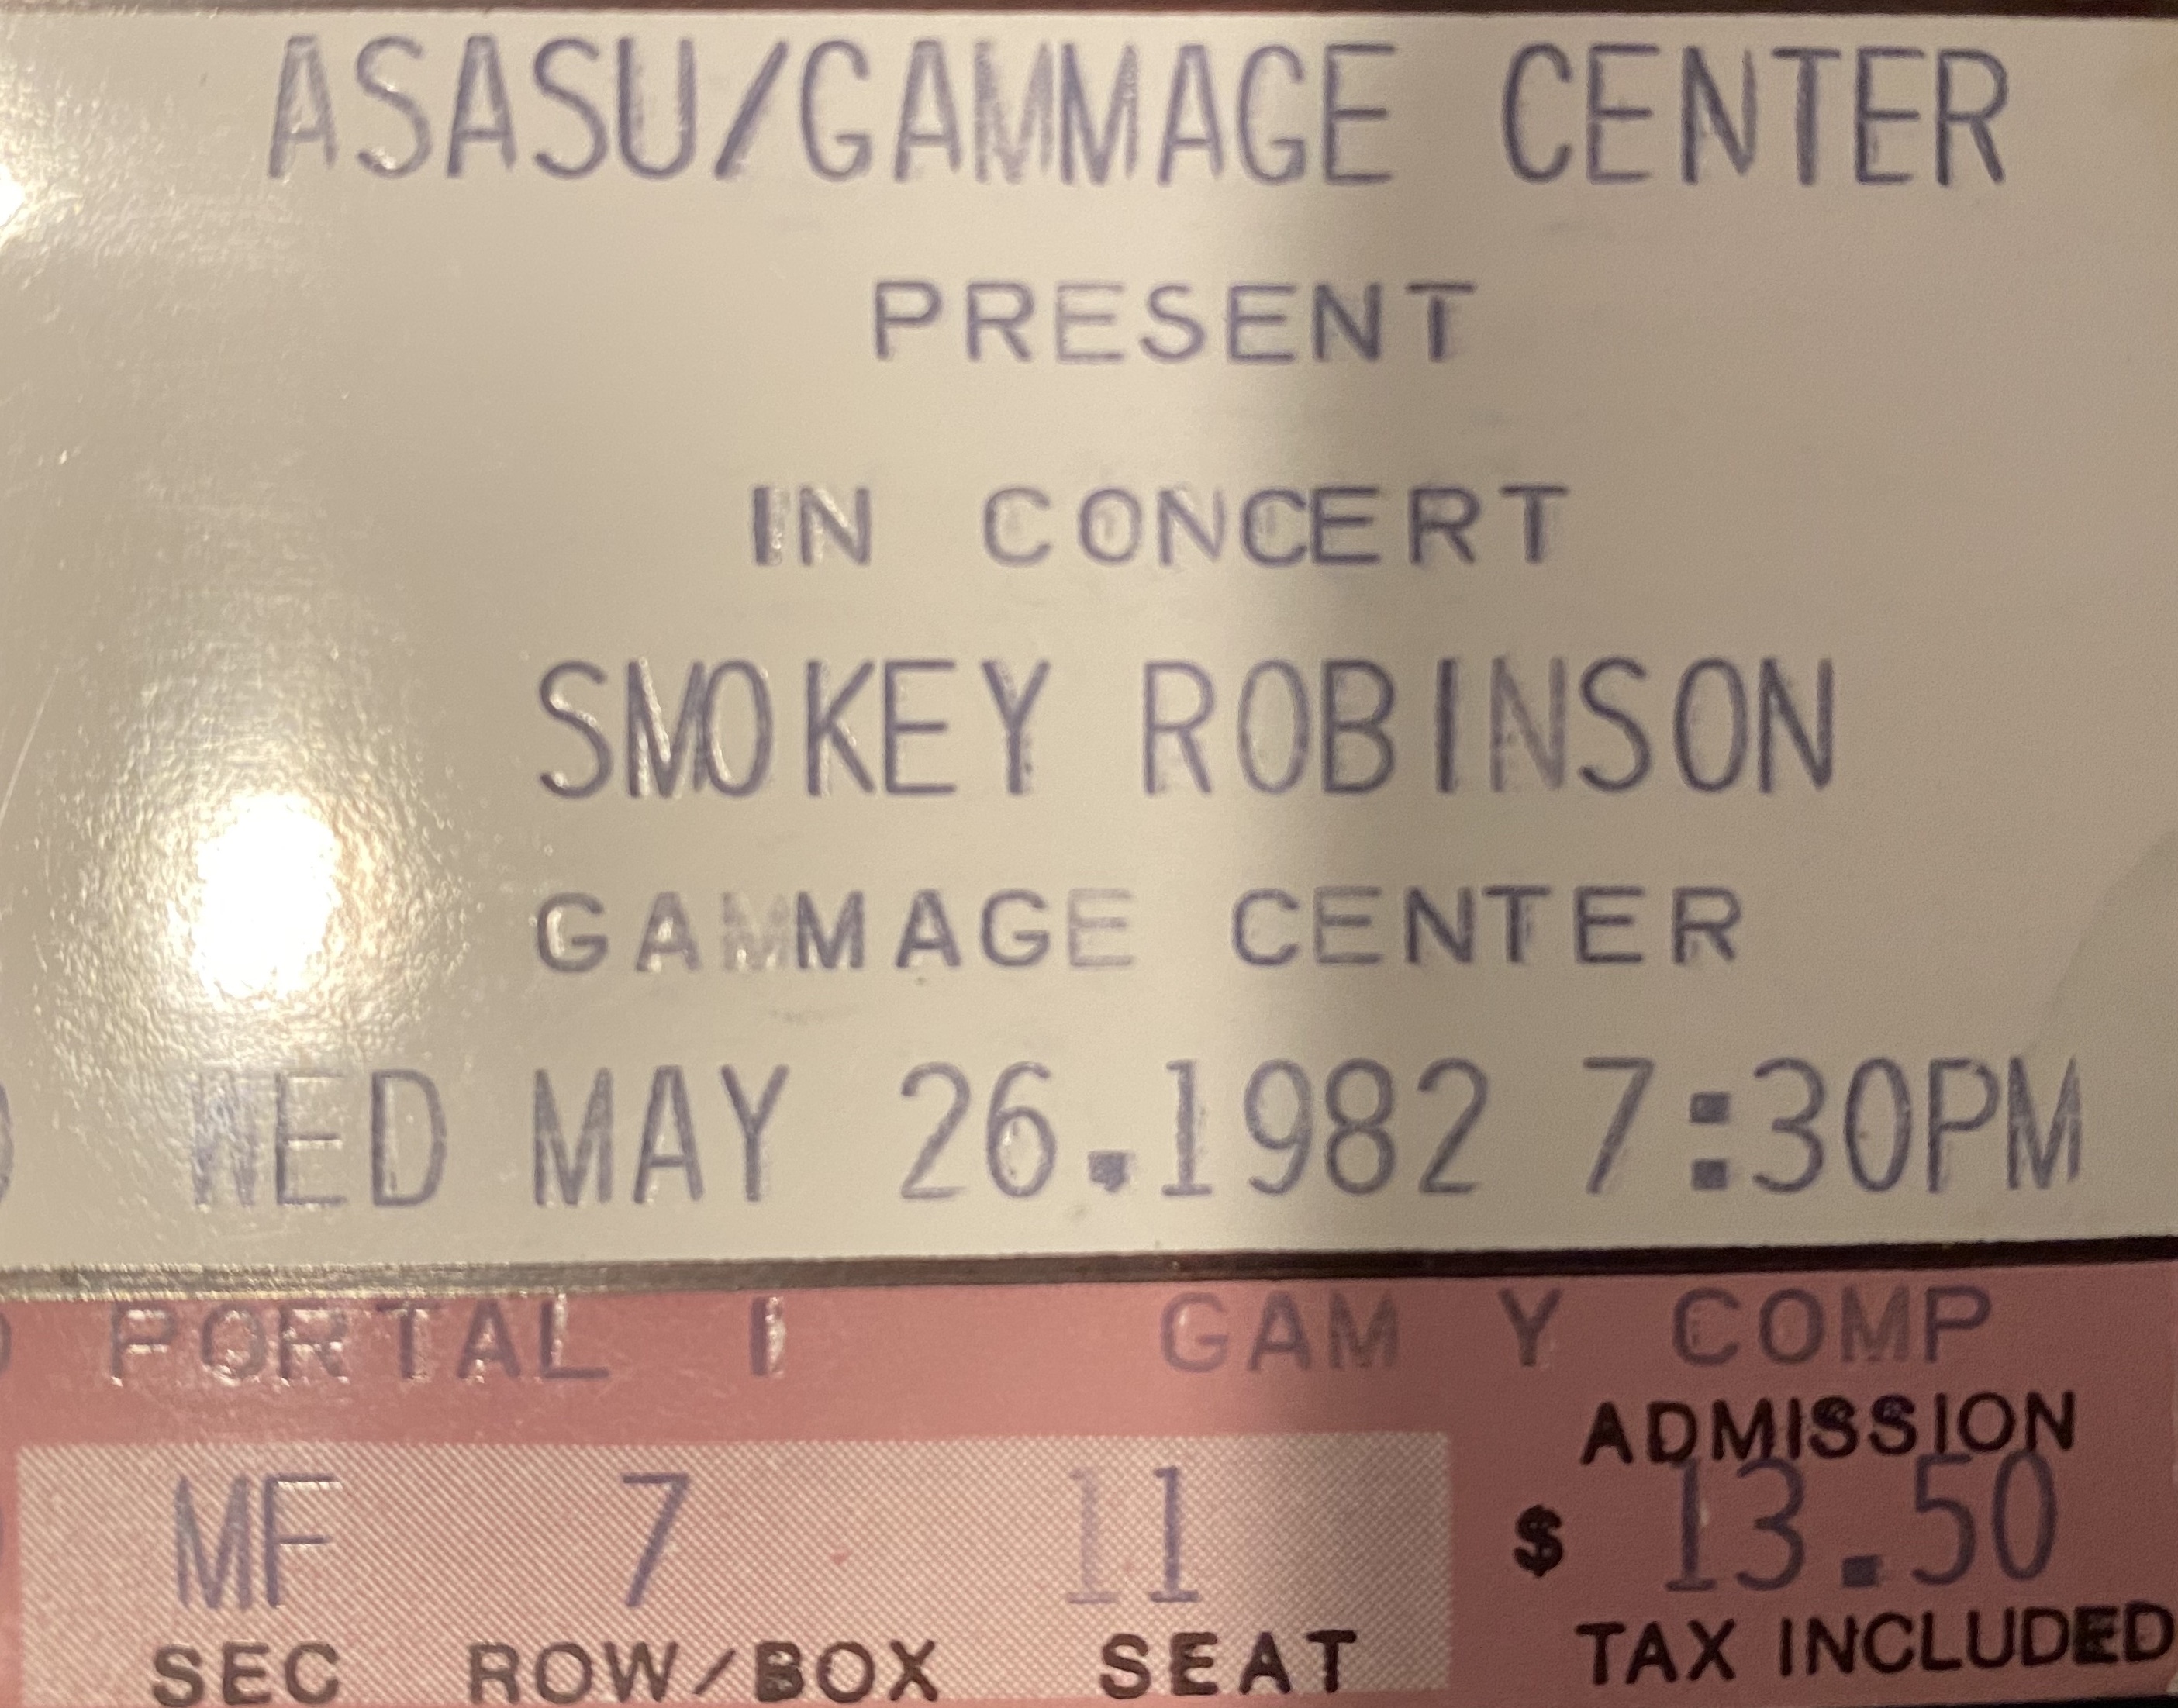 ASASU/GAMMAGE CENTER
PRESENT
IN CONCERT
SMOKEY ROBINSON
GAMMAGE CENTER
WED MAY 26.1982 7:30PM
PORTAL 1 GAM Y COMP
ADMISSION
MF 7 11 $ 13.50
SEC ROW/BOX SEAT TAX INCLUDED